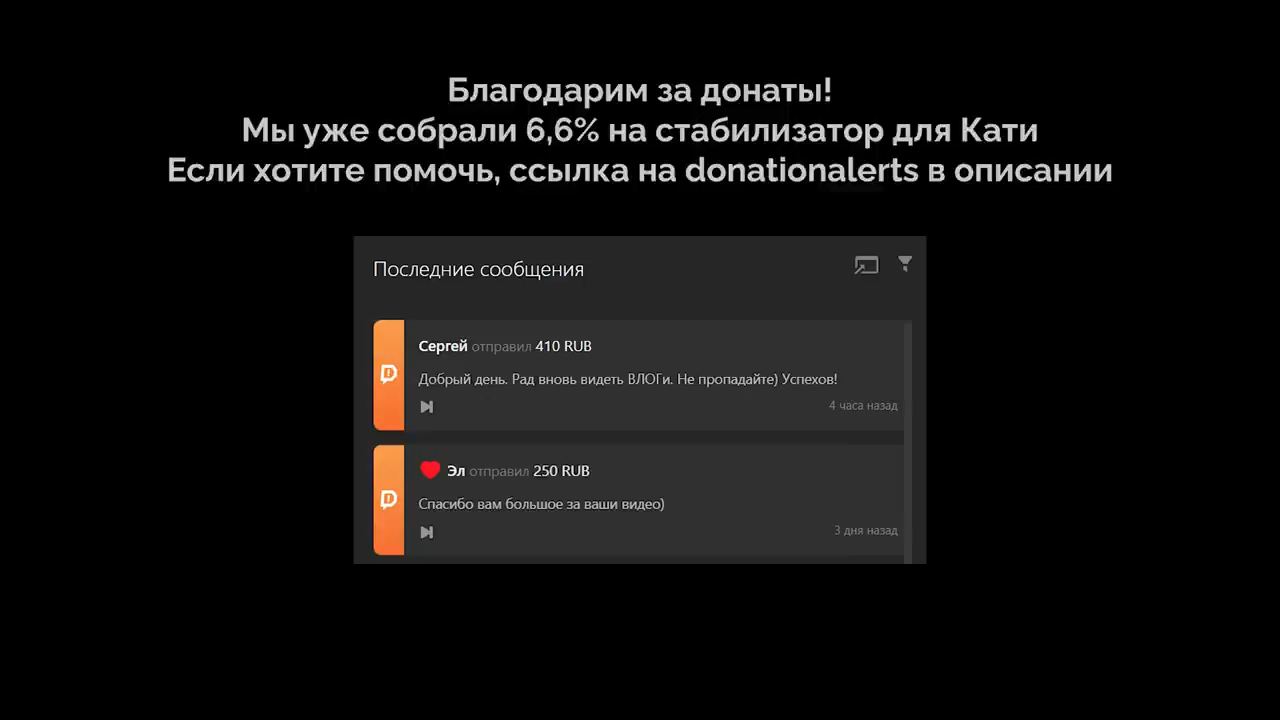 Благодарим за донаты!
Мы уже собрали 6,6% на стабилизатор для Кати
Если хотите помочь, ссылка на donationalerts в описании
Последние сообщения
Сергей отправил 410 RUB
Добрый день. Рад вновь видеть ВЛОГи. Не пропадайте) Успехов!
4 часа назад
Эл отправил 250 RUB
Спасибо вам большое за ваши видео)
3 дня назад